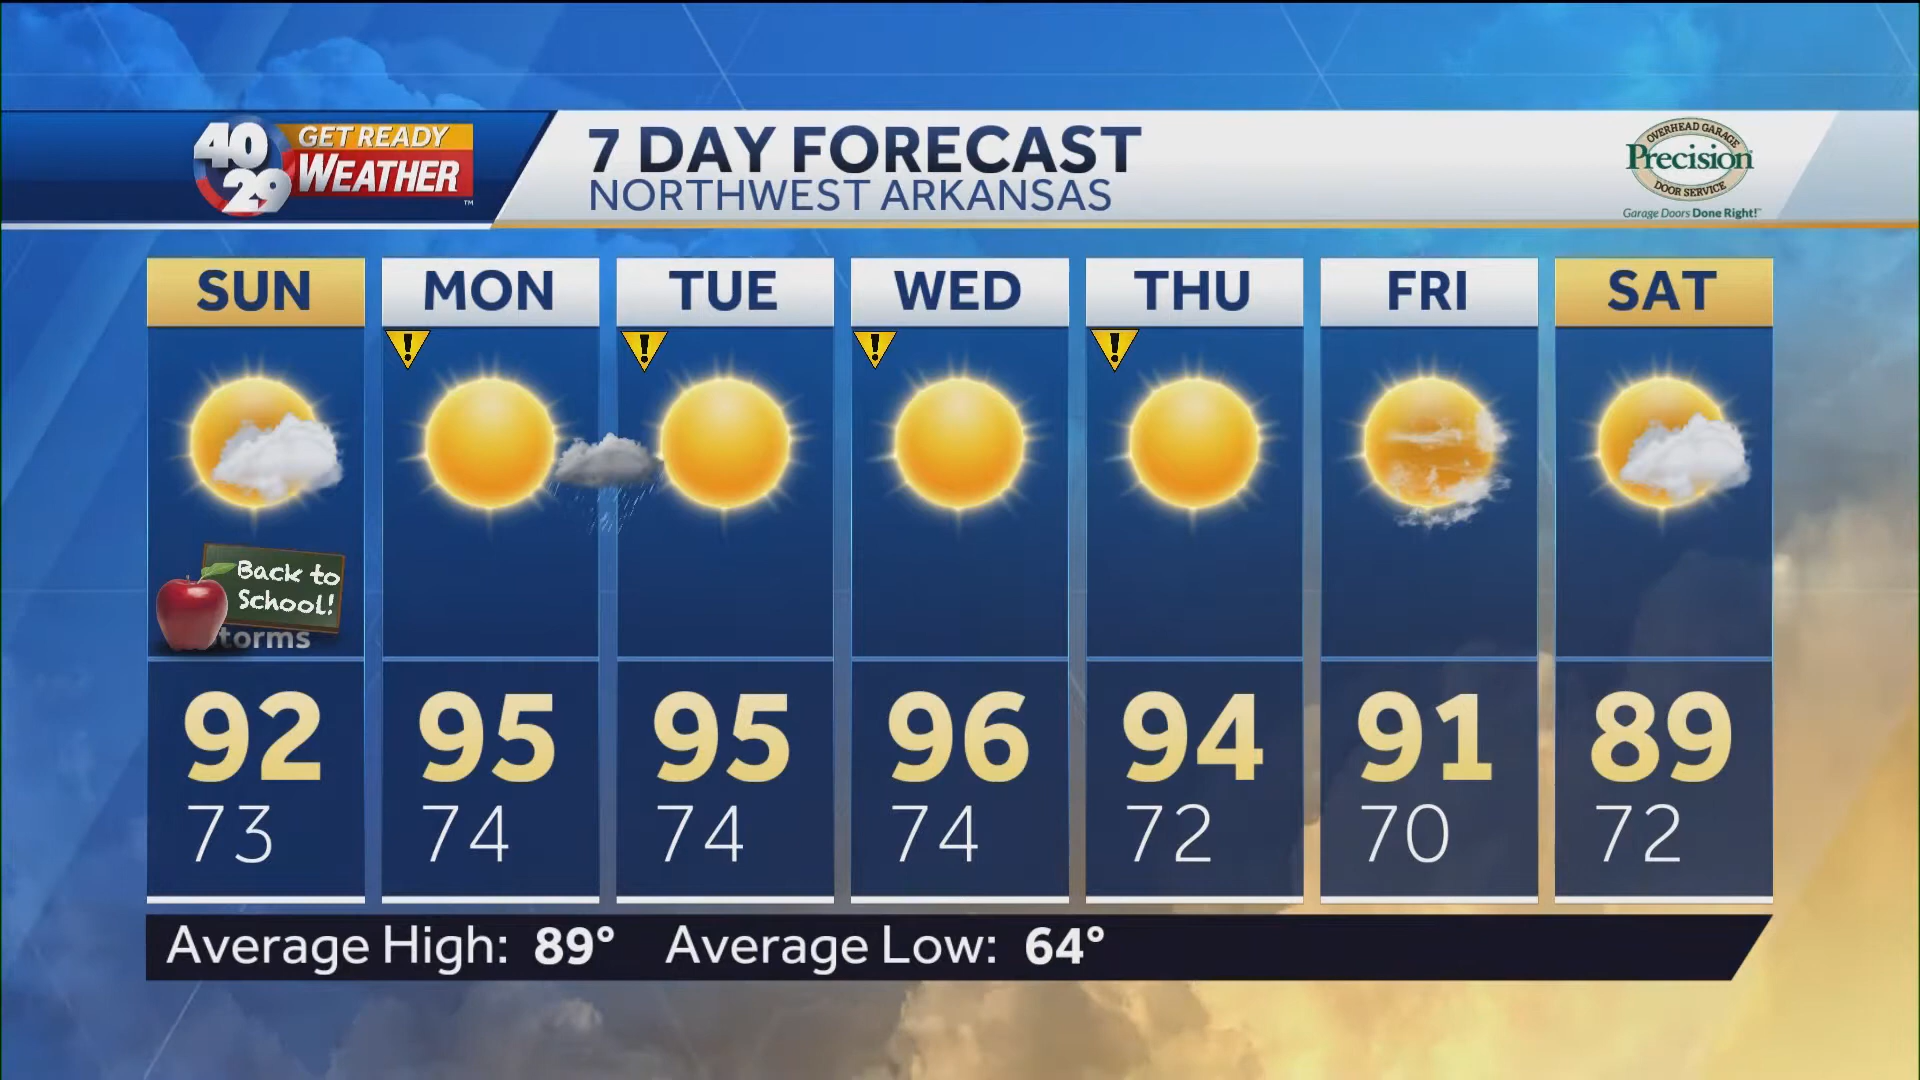 40
29
GET READY
WEATHER™
7 DAY FORECAST
NORTHWEST ARKANSAS
OVERHEAD GARAGE
Precision
DOOR SERVICE
Garage Doors Done Right!™
SUN
MON
TUE
WED
THU
FRI
SAT
!
!
!
!
Back to
School!
torms
92
95
95
96
94
91
89
73
74
74
74
72
70
72
Average High: 89° Average Low: 64°